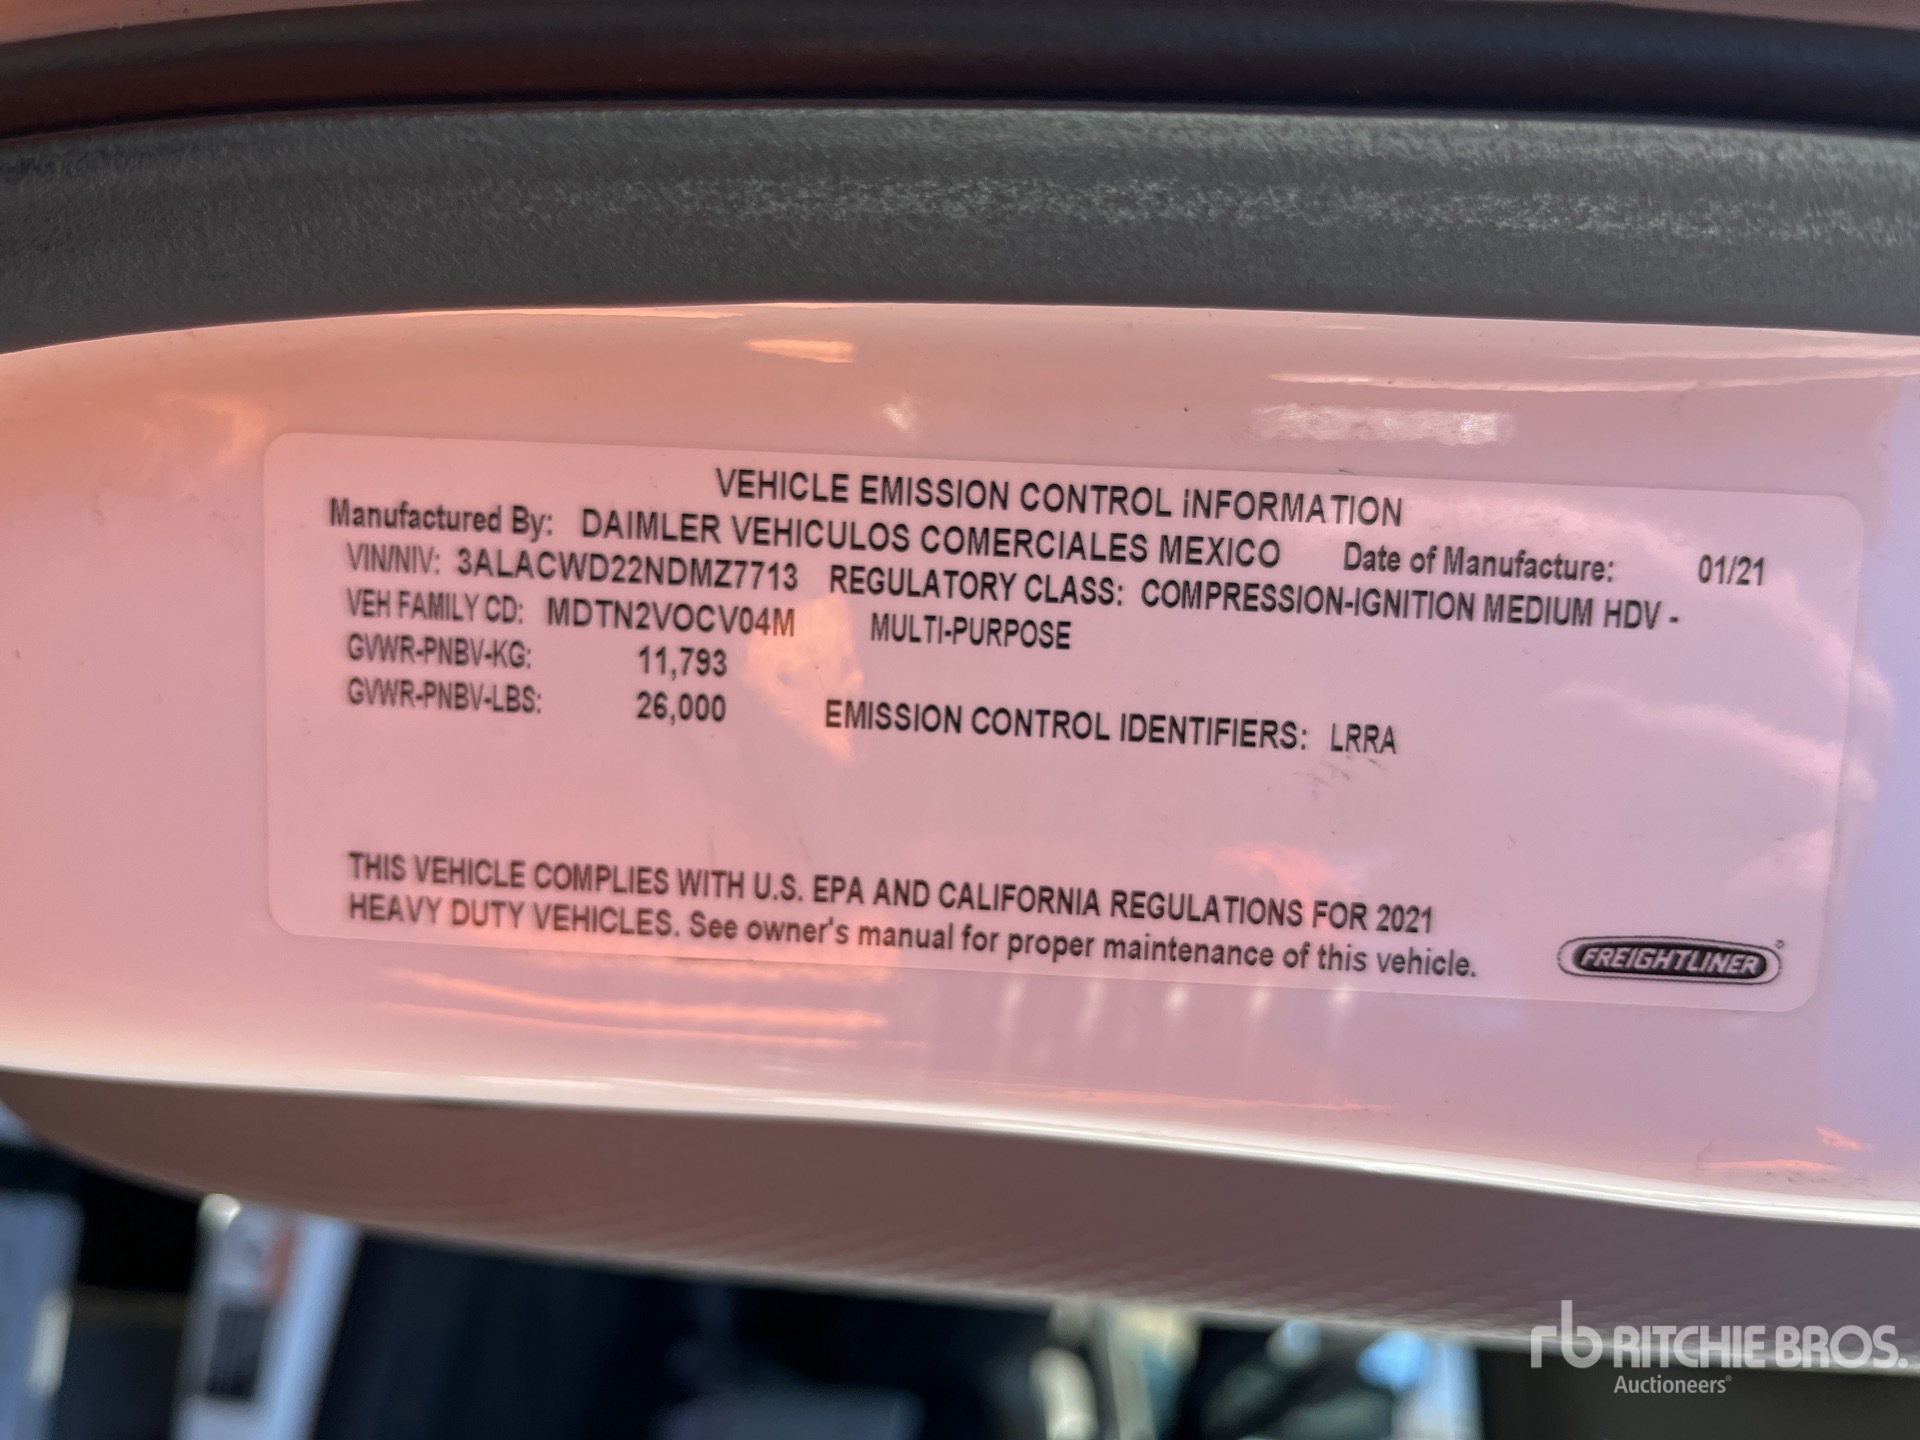 VEHICLE EMISSION CONTROL iNFORMATION
Manufactured By: DAIMLER VEHICULOS COMERCIALES MEXICO Date of Manufacture: 01/21
VIN/NIV: 3ALACWD22NDMZ7713 REGULATORY CLASS: COMPRESSION-IGNITION MEDIUM HDV -
VEH FAMILY CD: MDTN2VOCV04M MULTI-PURPOSE
GVWR-PNBV-KG: 11,793
GVWR-PNBV-LBS: 26,000 EMISSION CONTROL IDENTIFIERS: LRRA
THIS VEHICLE COMPLIES WITH U.S. EPA AND CALIFORNIA REGULATIONS FOR 2021
HEAVY DUTY VEHICLES. See owner's manual for proper maintenance of this vehicle.
FREIGHTLINER
rb RITCHIE BROS.
Auctioneers